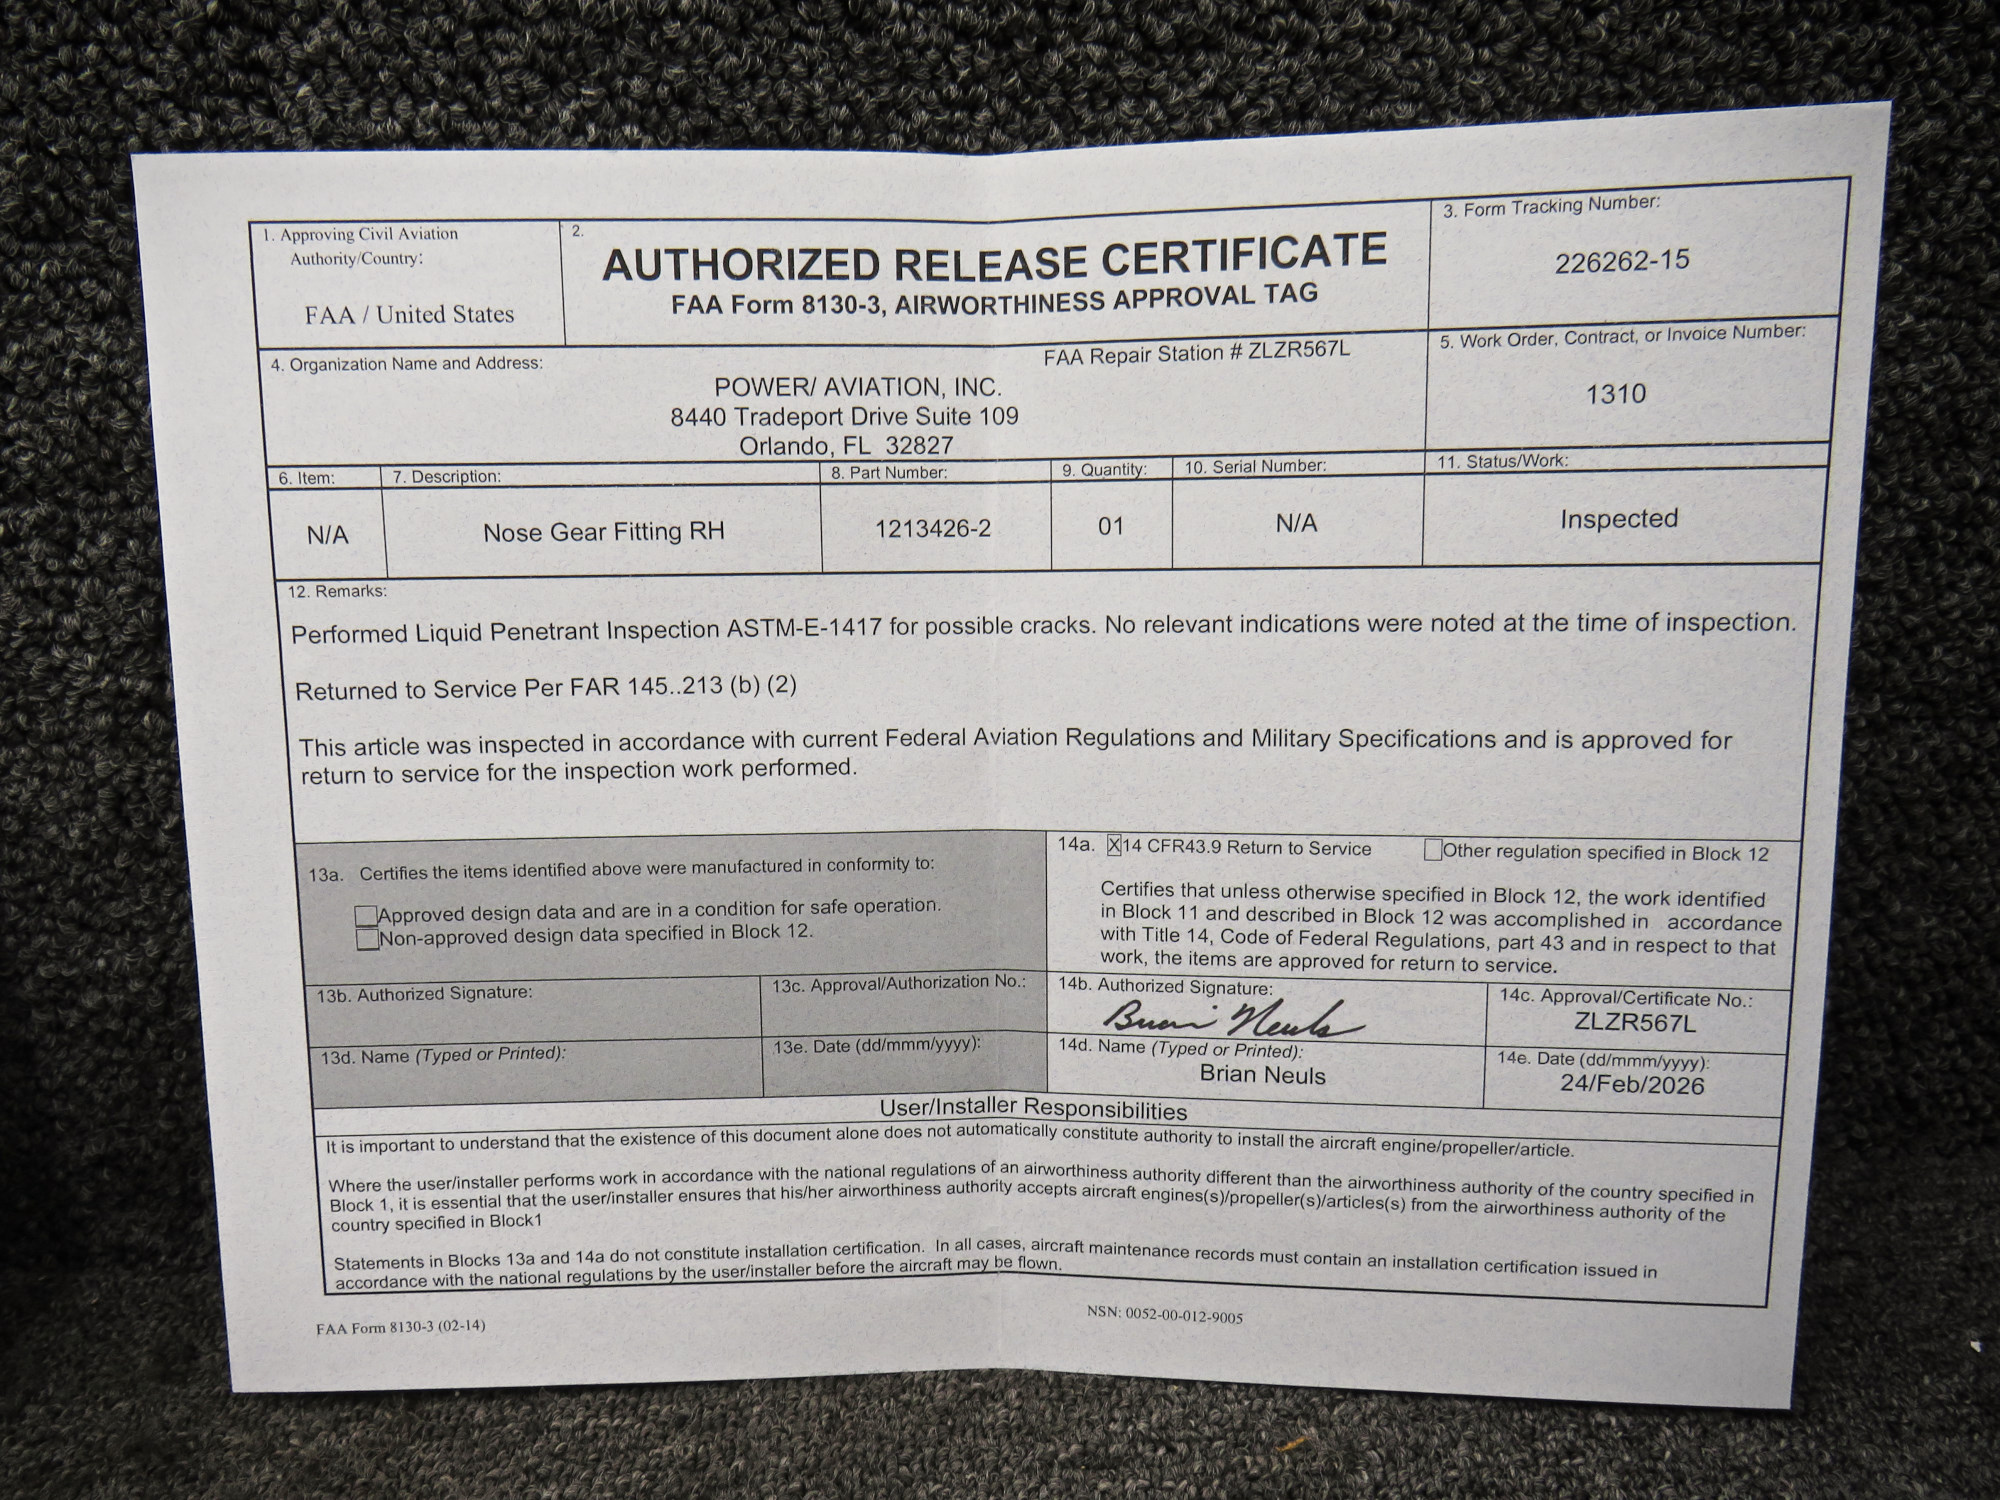 1. Approving Civil Aviation
Authority/Country:
FAA / United States
2.
AUTHORIZED RELEASE CERTIFICATE
FAA Form 8130-3, AIRWORTHINESS APPROVAL TAG
3. Form Tracking Number:
226262-15
4. Organization Name and Address:
FAA Repair Station # ZLZR567L
POWER/ AVIATION, INC.
8440 Tradeport Drive Suite 109
Orlando, FL 32827
5. Work Order, Contract, or Invoice Number:
1310
6. Item:
7. Description:
8. Part Number:
9. Quantity:
10. Serial Number:
11. Status/Work:
N/A
Nose Gear Fitting RH
1213426-2
01
N/A
Inspected
12. Remarks:
Performed Liquid Penetrant Inspection ASTM-E-1417 for possible cracks. No relevant indications were noted at the time of inspection.
Returned to Service Per FAR 145..213 (b) (2)
This article was inspected in accordance with current Federal Aviation Regulations and Military Specifications and is approved for
return to service for the inspection work performed.
13a. Certifies the items identified above were manufactured in conformity to:
Approved design data and are in a condition for safe operation.
Non-approved design data specified in Block 12.
14a. X 14 CFR43.9 Return to Service
Other regulation specified in Block 12
Certifies that unless otherwise specified in Block 12, the work identified
in Block 11 and described in Block 12 was accomplished in accordance
with Title 14, Code of Federal Regulations, part 43 and in respect to that
work, the items are approved for return to service.
13b. Authorized Signature:
13c. Approval/Authorization No.:
14b. Authorized Signature:
Brian Neuls
14c. Approval/Certificate No.:
ZLZR567L
13d. Name (Typed or Printed):
13e. Date (dd/mmm/yyyy):
14d. Name (Typed or Printed):
Brian Neuls
14e. Date (dd/mmm/yyyy):
24/Feb/2026
User/Installer Responsibilities
It is important to understand that the existence of this document alone does not automatically constitute authority to install the aircraft engine/propeller/article.
Where the user/installer performs work in accordance with the national regulations of an airworthiness authority different than the airworthiness authority of the country specified in
Block 1, it is essential that the user/installer ensures that his/her airworthiness authority accepts aircraft engines(s)/propeller(s)/articles(s) from the airworthiness authority of the
country specified in Block1
Statements in Blocks 13a and 14a do not constitute installation certification. In all cases, aircraft maintenance records must contain an installation certification issued in
accordance with the national regulations by the user/installer before the aircraft may be flown.
FAA Form 8130-3 (02-14)
NSN: 0052-00-012-9005